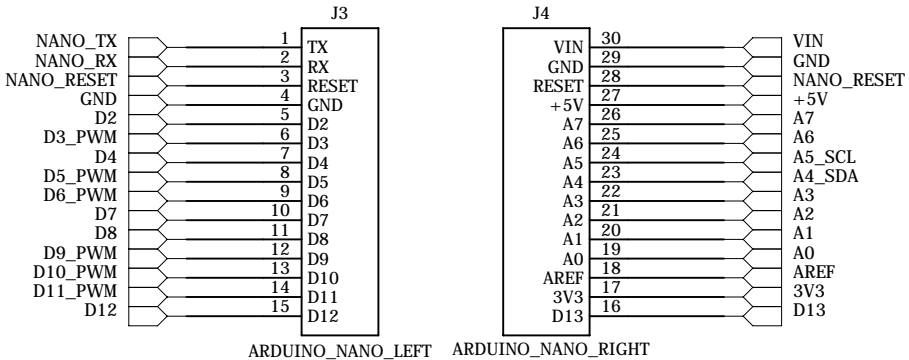 J3
NANO_TX 1 TX
NANO_RX 2 RX
NANO_RESET 3 RESET
GND 4 GND
D2 5 D2
D3_PWM 6 D3
D4 7 D4
D5_PWM 8 D5
D6_PWM 9 D6
D7 10 D7
D8 11 D8
D9_PWM 12 D9
D10_PWM 13 D10
D11_PWM 14 D11
D12 15 D12
ARDUINO_NANO_LEFT
J4
VIN 30 VIN
GND 29 GND
RESET 28 NANO_RESET
+5V 27 +5V
A7 26 A7
A6 25 A6
A5 24 A5_SCL
A4 23 A4_SDA
A3 22 A3
A2 21 A2
A1 20 A1
A0 19 A0
AREF 18 AREF
3V3 17 3V3
D13 16 D13
ARDUINO_NANO_RIGHT